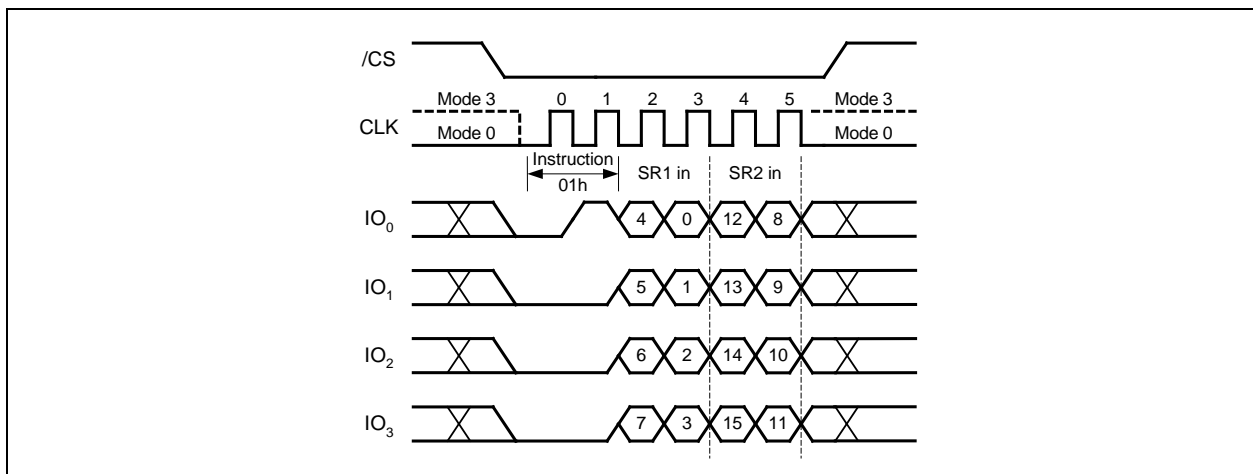 /CS
Mode 3 0 1 2 3 4 5 Mode 3
CLK
Mode 0 Mode 0
Instruction
01h SR1 in SR2 in
IO0 4 0 12 8
IO1 5 1 13 9
IO2 6 2 14 10
IO3 7 3 15 11